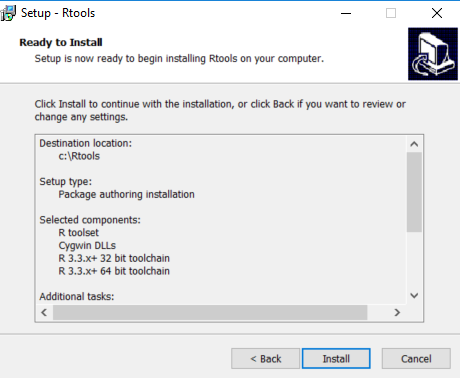 Setup - Rtools
Ready to Install
Setup is now ready to begin installing Rtools on your computer.
Click Install to continue with the installation, or click Back if you want to review or
change any settings.
Destination location:
c:\Rtools
Setup type:
Package authoring installation
Selected components:
R toolset
Cygwin DLLs
R 3.3.x+ 32 bit toolchain
R 3.3.x+ 64 bit toolchain
Additional tasks:
< Back
Install
Cancel